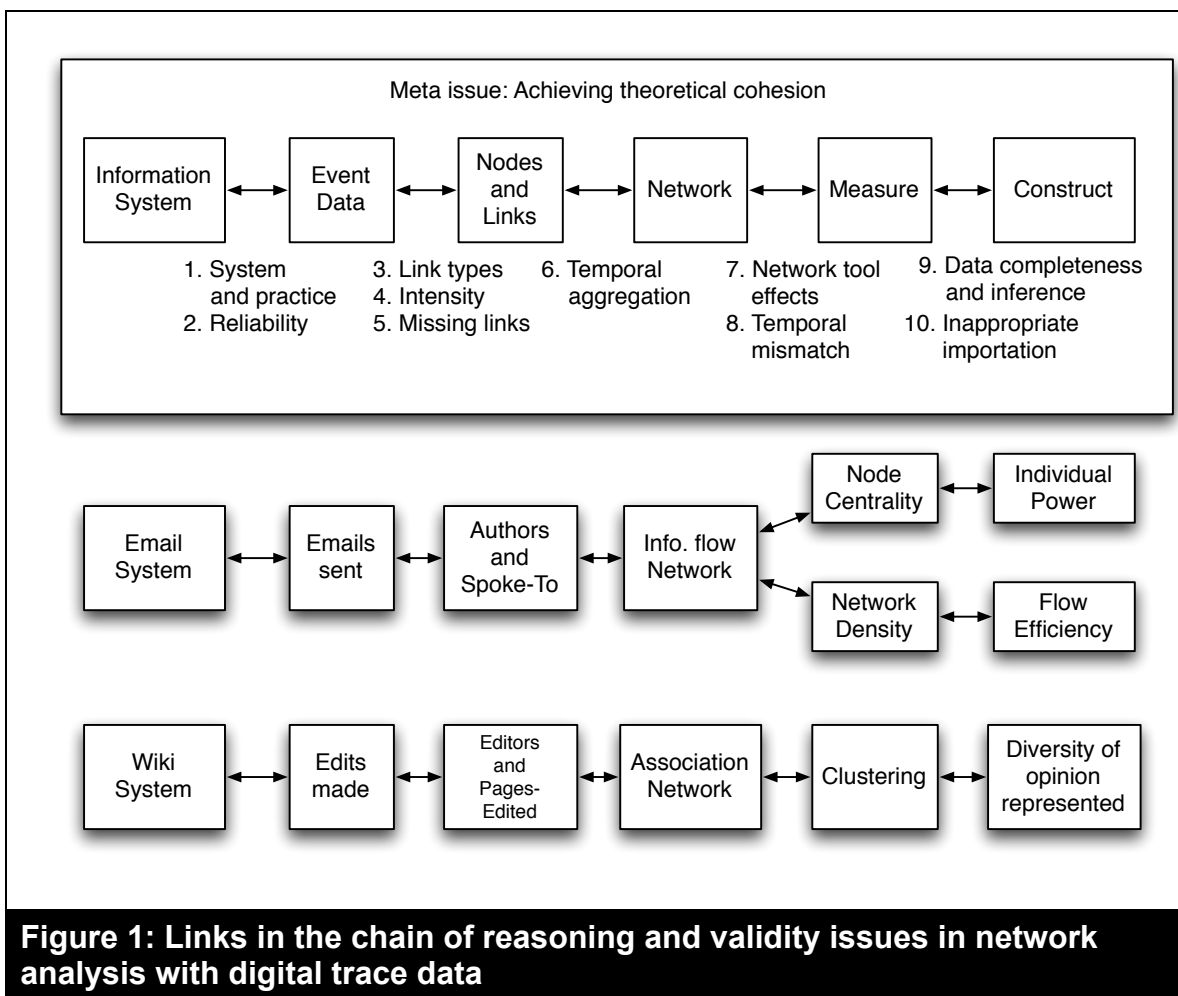 Meta issue: Achieving theoretical cohesion
Information
System
Event
Data
Nodes
and
Links
Network
Measure
Construct
1. System
and practice
2. Reliability
3. Link types
4. Intensity
5. Missing links
6. Temporal
aggregation
7. Network tool
effects
8. Temporal
mismatch
9. Data completeness
and inference
10. Inappropriate
importation
Email
System
Emails
sent
Authors
and
Spoke-To
Info. flow
Network
Node
Centrality
Individual
Power
Network
Density
Flow
Efficiency
Wiki
System
Edits
made
Editors
and
Pages-
Edited
Association
Network
Clustering
Diversity of
opinion
represented
Figure 1: Links in the chain of reasoning and validity issues in network
analysis with digital trace data